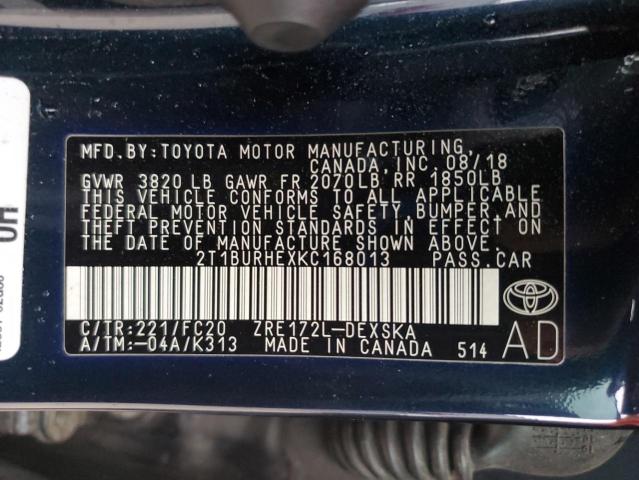 MFD.BY:TOYOTA MOTOR MANUFACTURING,
CANADA, INC. 08/18
GVWR 3820 LB GAWR FR 2070LB RR 1850LB
THIS VEHICLE CONFORMS TO ALL APPLICABLE
FEDERAL MOTOR VEHICLE SAFETY,BUMPER,AND
THEFT PREVENTION STANDARDS IN EFFECT ON
THE DATE OF MANUFACTURE SHOWN ABOVE.
2T1BURHEXKC168013 PASS.CAR
C/TR:221/FC20 ZRE172L-DEXSKA
A/TM:-04A/K313 MADE IN CANADA 514
AD